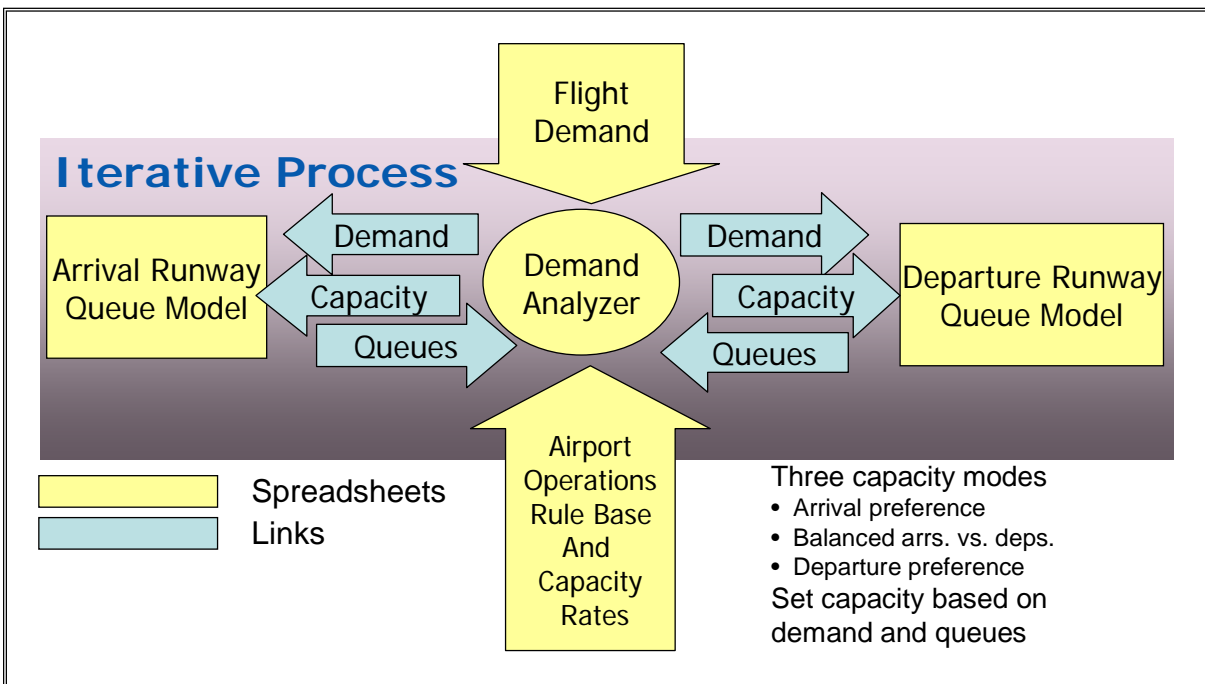 Flight
Demand
Iterative Process
Arrival Runway
Queue Model
Demand
Capacity
Queues
Demand
Analyzer
Demand
Capacity
Queues
Departure Runway
Queue Model
Airport
Operations
Rule Base
And
Capacity
Rates
Spreadsheets
Links
Three capacity modes
• Arrival preference
• Balanced arrs. vs. deps.
• Departure preference
Set capacity based on
demand and queues